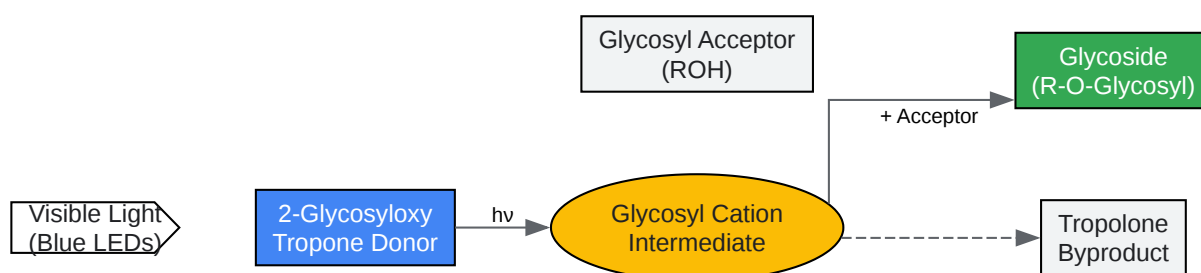 Glycosyl Acceptor
(ROH)
Glycoside
(R-O-Glycosyl)
+ Acceptor
Visible Light
(Blue LEDs)
2-Glycosyloxy
Tropone Donor
hν
Glycosyl Cation
Intermediate
Tropolone
Byproduct